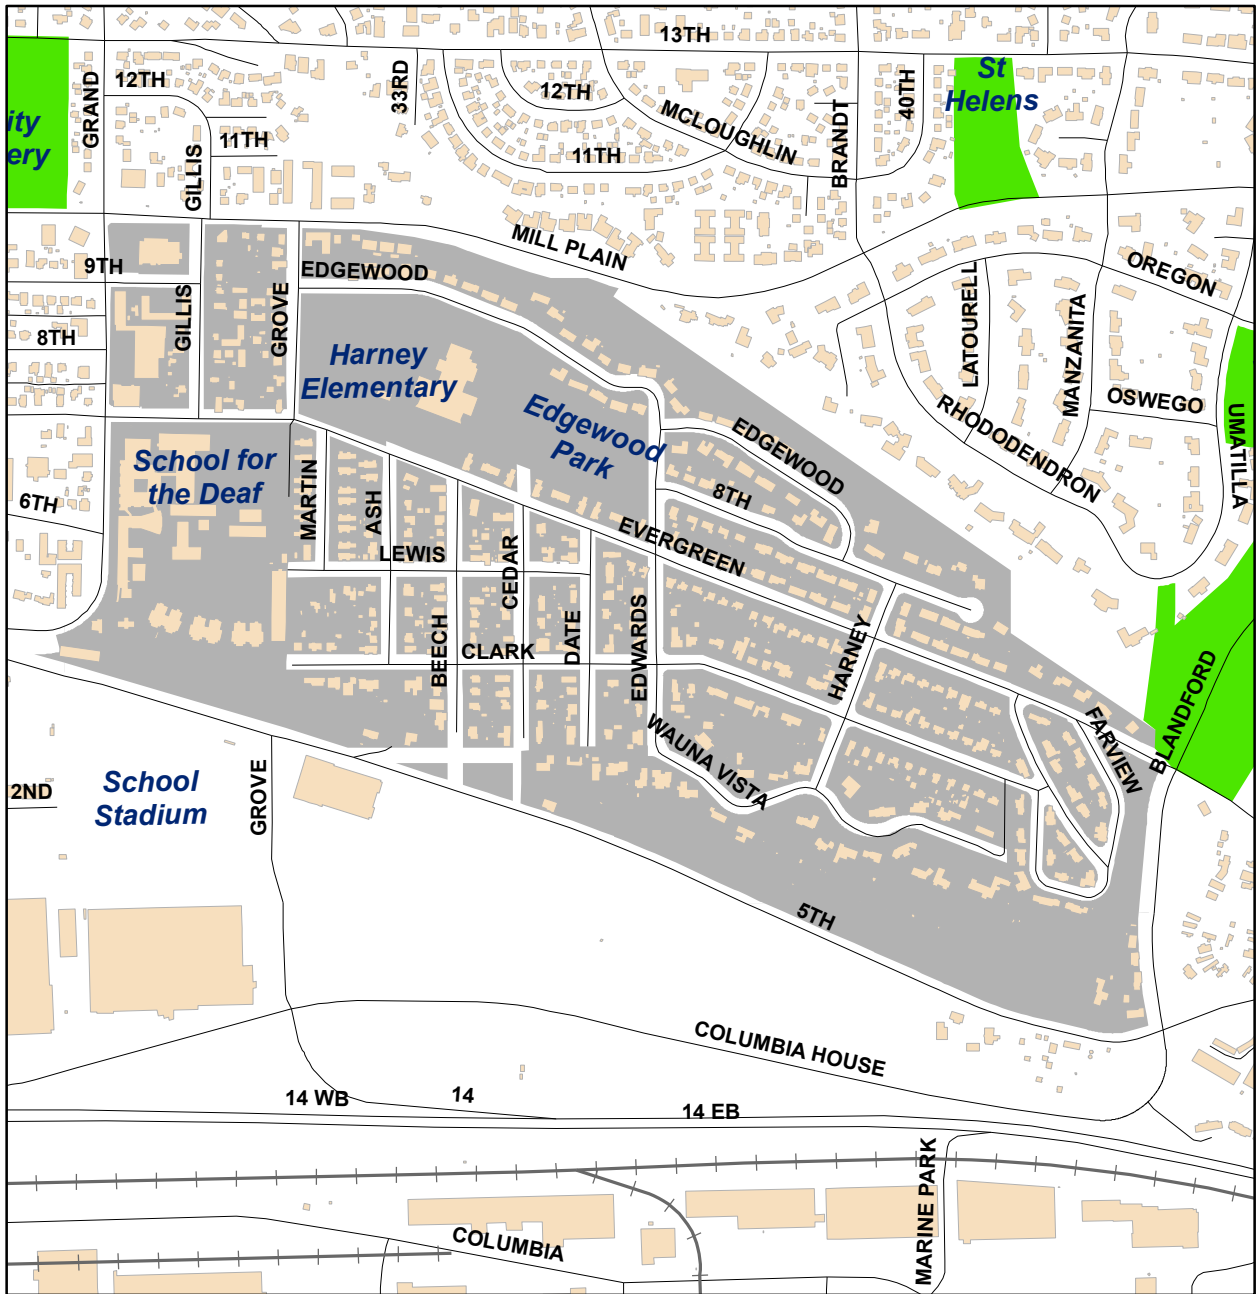 13TH
St
Helens
GRAND
12TH
33RD
12TH
40TH
ity
ery
11TH
MCLOUGHLIN
11TH
BRANDT
GILLIS
MILL PLAIN
9TH
EDGEWOOD
OREGON
GILLIS
GROVE
LATOURELL
MANZANITA
8TH
Harney
Elementary
OSWEGO
Edgewood
Park
EDGEWOOD
RHODODENDRON
UMATILLA
School for
the Deaf
6TH
MARTIN
ASH
8TH
EVERGREEN
LEWIS
CEDAR
BEECH
CLARK
DATE
EDWARDS
HARNEY
WAUNA VISTA
FARVIEW
BLANDFORD
2ND
School
Stadium
GROVE
5TH
COLUMBIA HOUSE
14 WB
14
14 EB
MARINE PARK
COLUMBIA